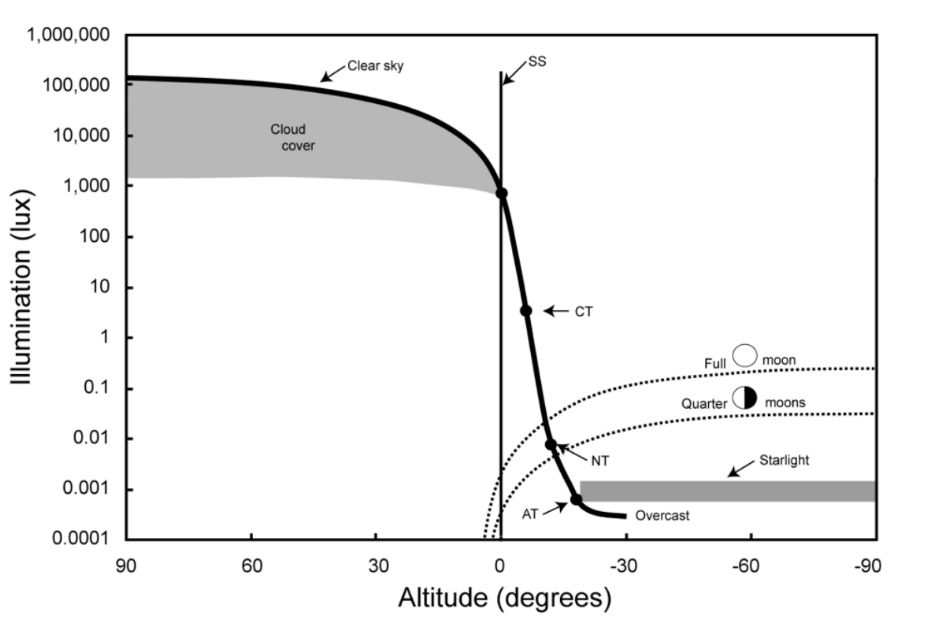 1,000,000
100,000
10,000
1,000
100
10
1
0.1
0.01
0.001
0.0001
Illumination (lux)
Clear sky
SS
Cloud
cover
CT
Full moon
Quarter moons
NT
Starlight
AT
Overcast
90 60 30 0 -30 -60 -90
Altitude (degrees)